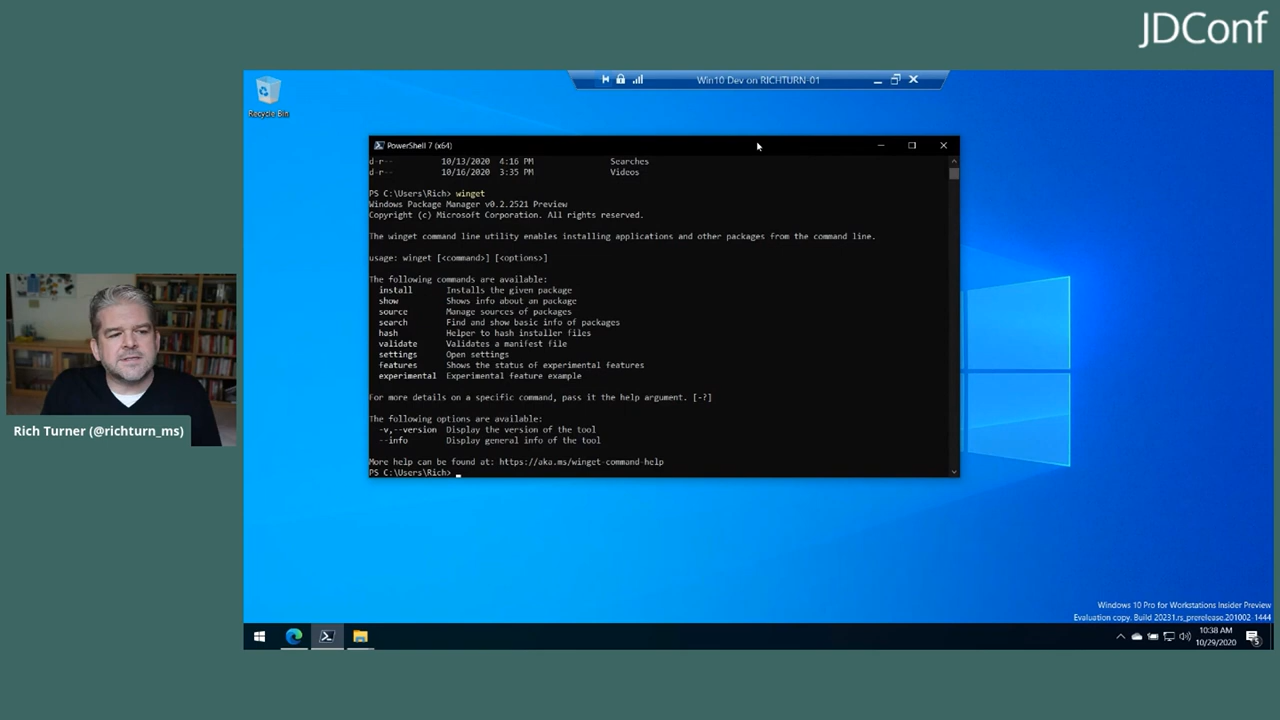 JDConf
Win10 Dev on RICHTURN-01
Recycle Bin
PowerShell 7 (x64)
d-r-- 10/13/2020 4:16 PM Searches
d-r-- 10/16/2020 3:35 PM Videos
PS C:\Users\Rich> winget
Windows Package Manager v0.2.2521 Preview
Copyright (c) Microsoft Corporation. All rights reserved.
The winget command line utility enables installing applications and other packages from the command line.
usage: winget [<command>] [<options>]
The following commands are available:
install Installs the given package
show Shows info about an package
source Manage sources of packages
search Find and show basic info of packages
hash Helper to hash installer files
validate Validates a manifest file
settings Open settings
features Shows the status of experimental features
experimental Experimental feature example
For more details on a specific command, pass it the help argument. [-?]
The following options are available:
-v,--version Display the version of the tool
--info Display general info of the tool
More help can be found at: https://aka.ms/winget-command-help
PS C:\Users\Rich>
Rich Turner (@richturn_ms)
Windows 10 Pro for Workstations Insider Preview
Evaluation copy. Build 20231.rs_prerelease.201002-1444
10:38 AM
10/29/2020
5